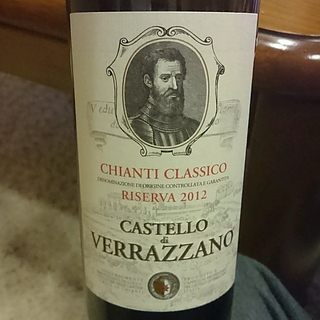 CHIANTI CLASSICO
DENOMINAZIONE DI ORIGINE CONTROLLATA E GARANTITA
RISERVA 2012
CASTELLO
di
VERRAZZANO